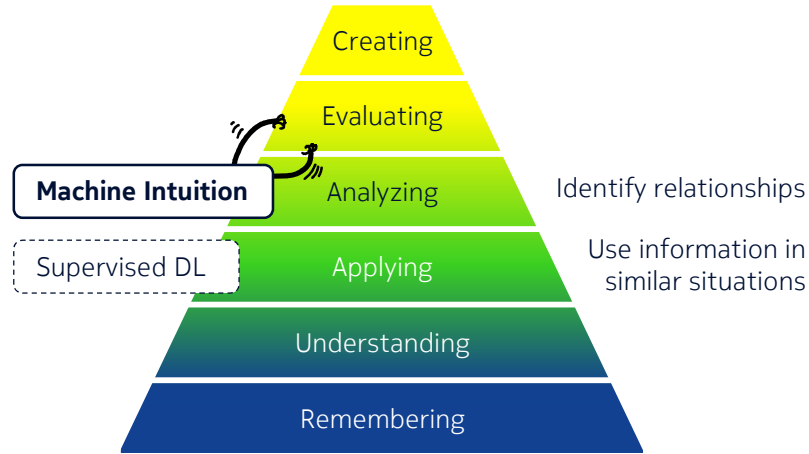 Creating
Evaluating
Machine Intuition
Analyzing
Identify relationships
Supervised DL
Applying
Use information in
similar situations
Understanding
Remembering